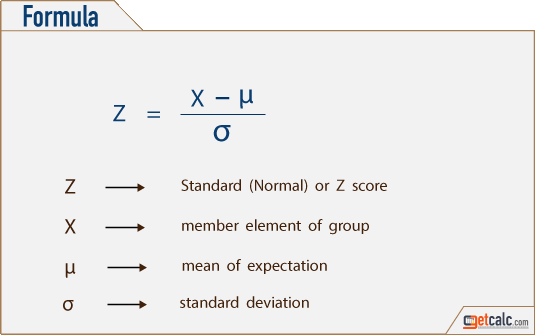 Formula
Z = X − μ / σ
Z → Standard (Normal) or Z score
X → member element of group
μ → mean of expectation
σ → standard deviation
getcalc.com